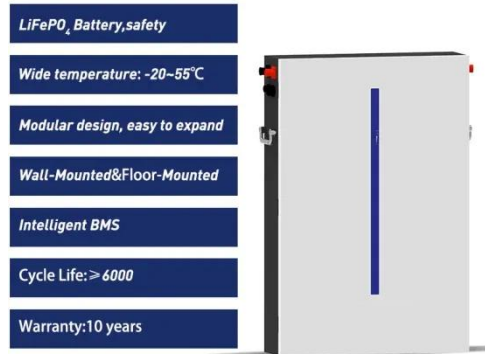 LiFePO₄ Battery,safety
Wide temperature: -20~55℃
Modular design, easy to expand
Wall-Mounted&Floor-Mounted
Intelligent BMS
Cycle Life:≥6000
Warranty:10 years